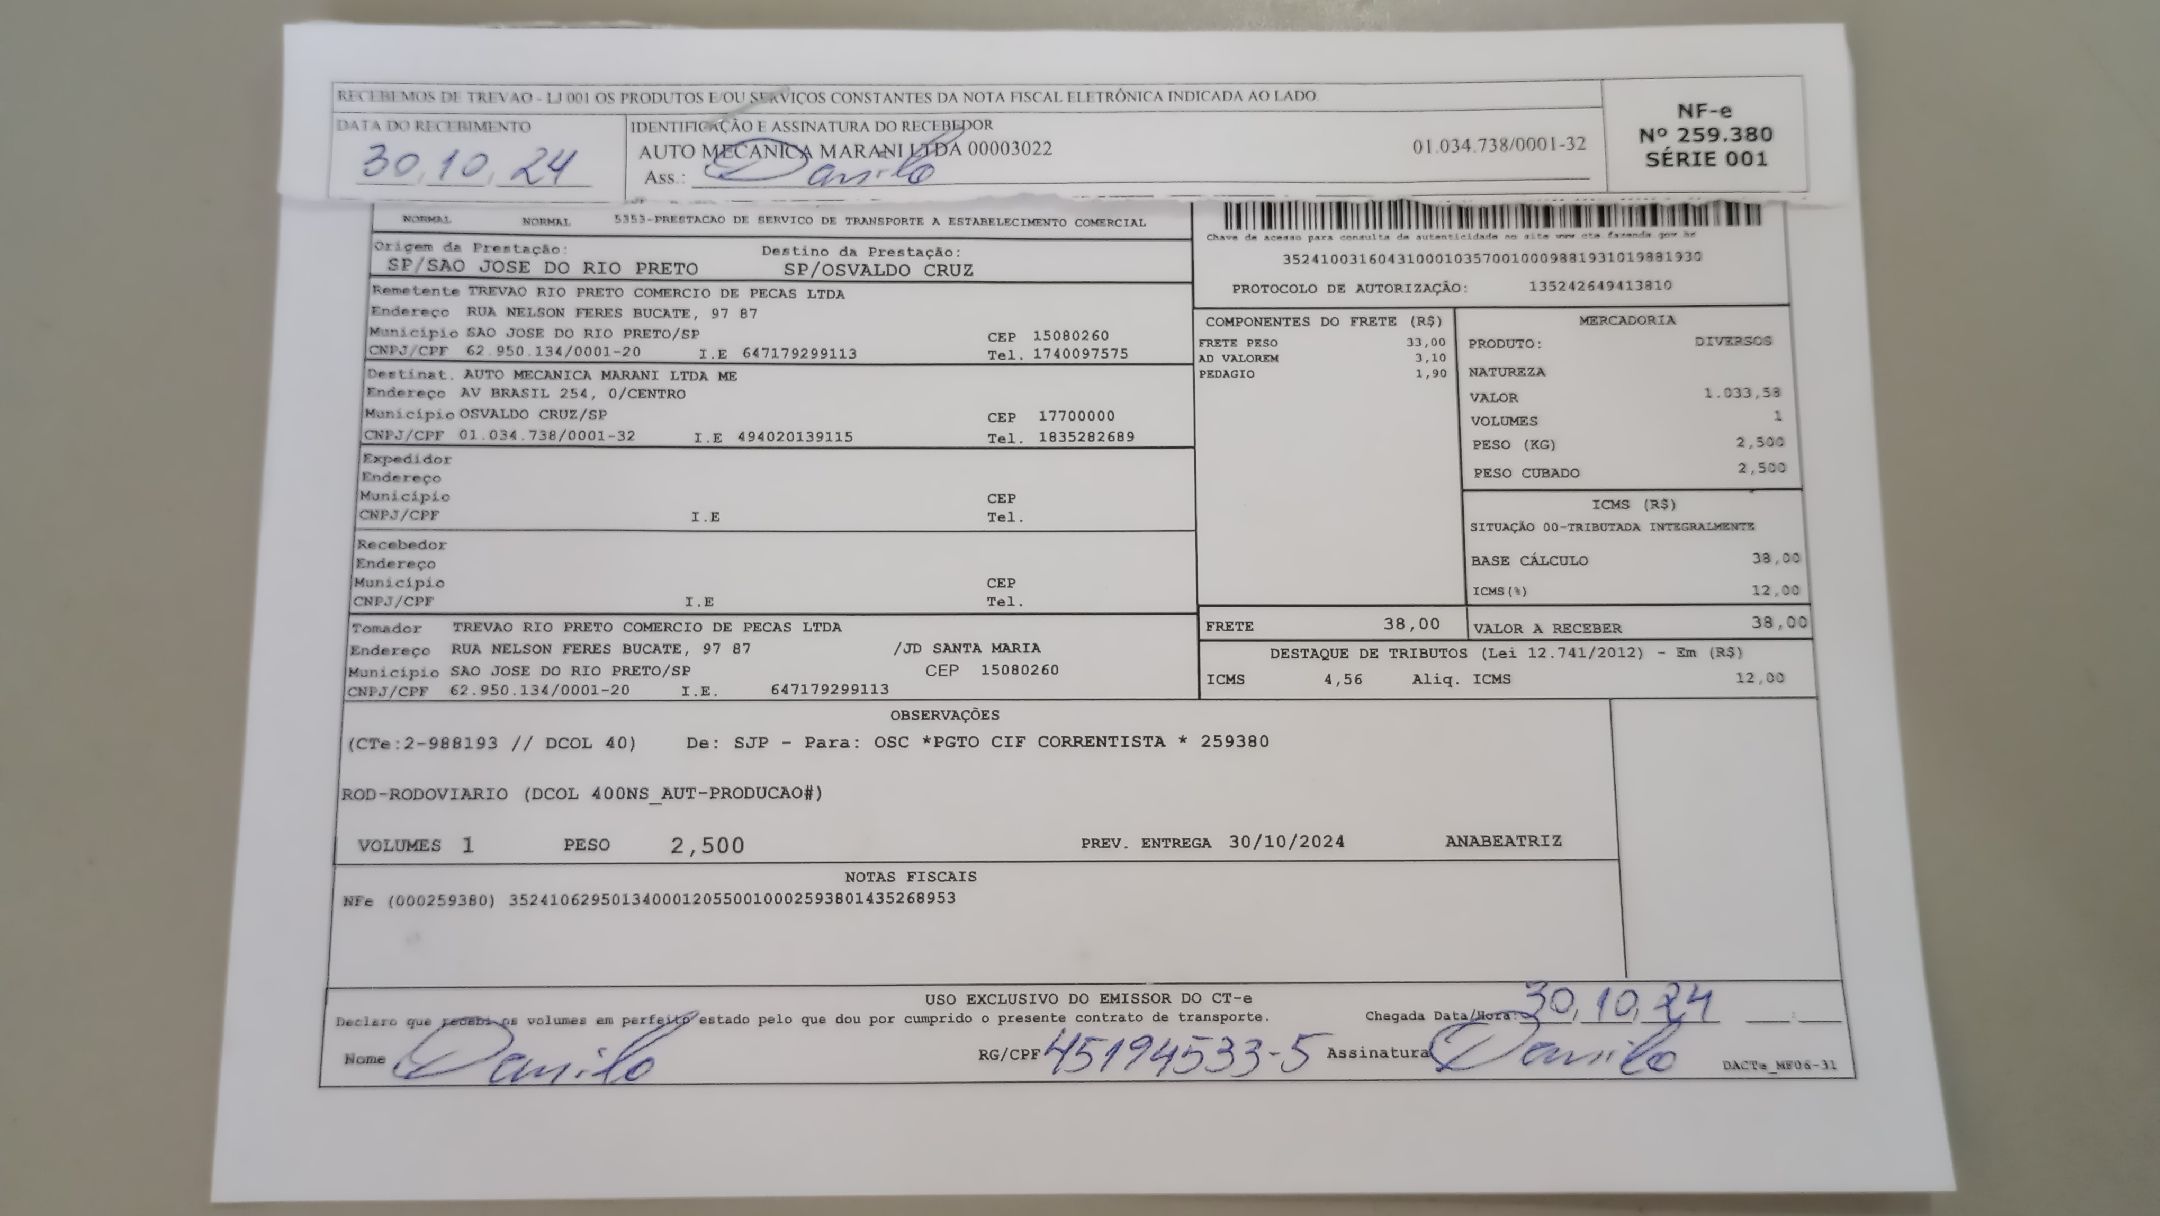 RECEBEMOS DE TREVAO - LJ 001 OS PRODUTOS E/OU SERVIÇOS CONSTANTES DA NOTA FISCAL ELETRÔNICA INDICADA AO LADO
DATA DO RECEBIMENTO
30, 10, 24
IDENTIFICAÇÃO E ASSINATURA DO RECEBEDOR
AUTO MECANICA MARANI LTDA 00003022 01.034.738/0001-32
Ass.: Danilo
NF-e
Nº 259.380
SÉRIE 001
NORMAL NORMAL 5353-PRESTACAO DE SERVICO DE TRANSPORTE A ESTABELECIMENTO COMERCIAL
Origem da Prestação: Destino da Prestação:
SP/SAO JOSE DO RIO PRETO SP/OSVALDO CRUZ
Remetente TREVAO RIO PRETO COMERCIO DE PECAS LTDA
Endereço RUA NELSON FERES BUCATE, 97 87
Município SAO JOSE DO RIO PRETO/SP CEP 15080260
CNPJ/CPF 62.950.134/0001-20 I.E 647179299113 Tel. 1740097575
Destinat. AUTO MECANICA MARANI LTDA ME
Endereço AV BRASIL 254, 0/CENTRO
Município OSVALDO CRUZ/SP CEP 17700000
CNPJ/CPF 01.034.738/0001-32 I.E 494020139115 Tel. 1835282689
Expedidor
Endereço
Município CEP
CNPJ/CPF I.E Tel.
Recebedor
Endereço
Município CEP
CNPJ/CPF I.E Tel.
Tomador TREVAO RIO PRETO COMERCIO DE PECAS LTDA
Endereço RUA NELSON FERES BUCATE, 97 87 /JD SANTA MARIA
Município SAO JOSE DO RIO PRETO/SP CEP 15080260
CNPJ/CPF 62.950.134/0001-20 I.E. 647179299113
Chave de acesso para consulta de autenticidade no site www.cte.fazenda.gov.br
35241003160431000103570010009881931019881930
PROTOCOLO DE AUTORIZAÇÃO: 135242649413810
COMPONENTES DO FRETE (R$)
FRETE PESO 33,00
AD VALOREM 3,10
PEDAGIO 1,90
MERCADORIA
PRODUTO: DIVERSOS
NATUREZA
VALOR 1.033,58
VOLUMES 1
PESO (KG) 2,500
PESO CUBADO 2,500
ICMS (R$)
SITUAÇÃO 00-TRIBUTADA INTEGRALMENTE
BASE CÁLCULO 38,00
ICMS(%) 12,00
FRETE 38,00 VALOR A RECEBER 38,00
DESTAQUE DE TRIBUTOS (Lei 12.741/2012) - Em (R$)
ICMS 4,56 Aliq. ICMS 12,00
OBSERVAÇÕES
(CTe:2-988193 // DCOL 40) De: SJP - Para: OSC *PGTO CIF CORRENTISTA * 259380
ROD-RODOVIARIO (DCOL 400NS_AUT-PRODUCAO#)
VOLUMES 1 PESO 2,500 PREV. ENTREGA 30/10/2024 ANABEATRIZ
NOTAS FISCAIS
NFe (000259380) 35241062950134000120550010002593801435268953
USO EXCLUSIVO DO EMISSOR DO CT-e
Declaro que recebi os volumes em perfeito estado pelo que dou por cumprido o presente contrato de transporte. Chegada Data/Hora: 30, 10, 24
Nome Danilo RG/CPF 45194533-5 Assinatura Danilo DACTe_MF06-31